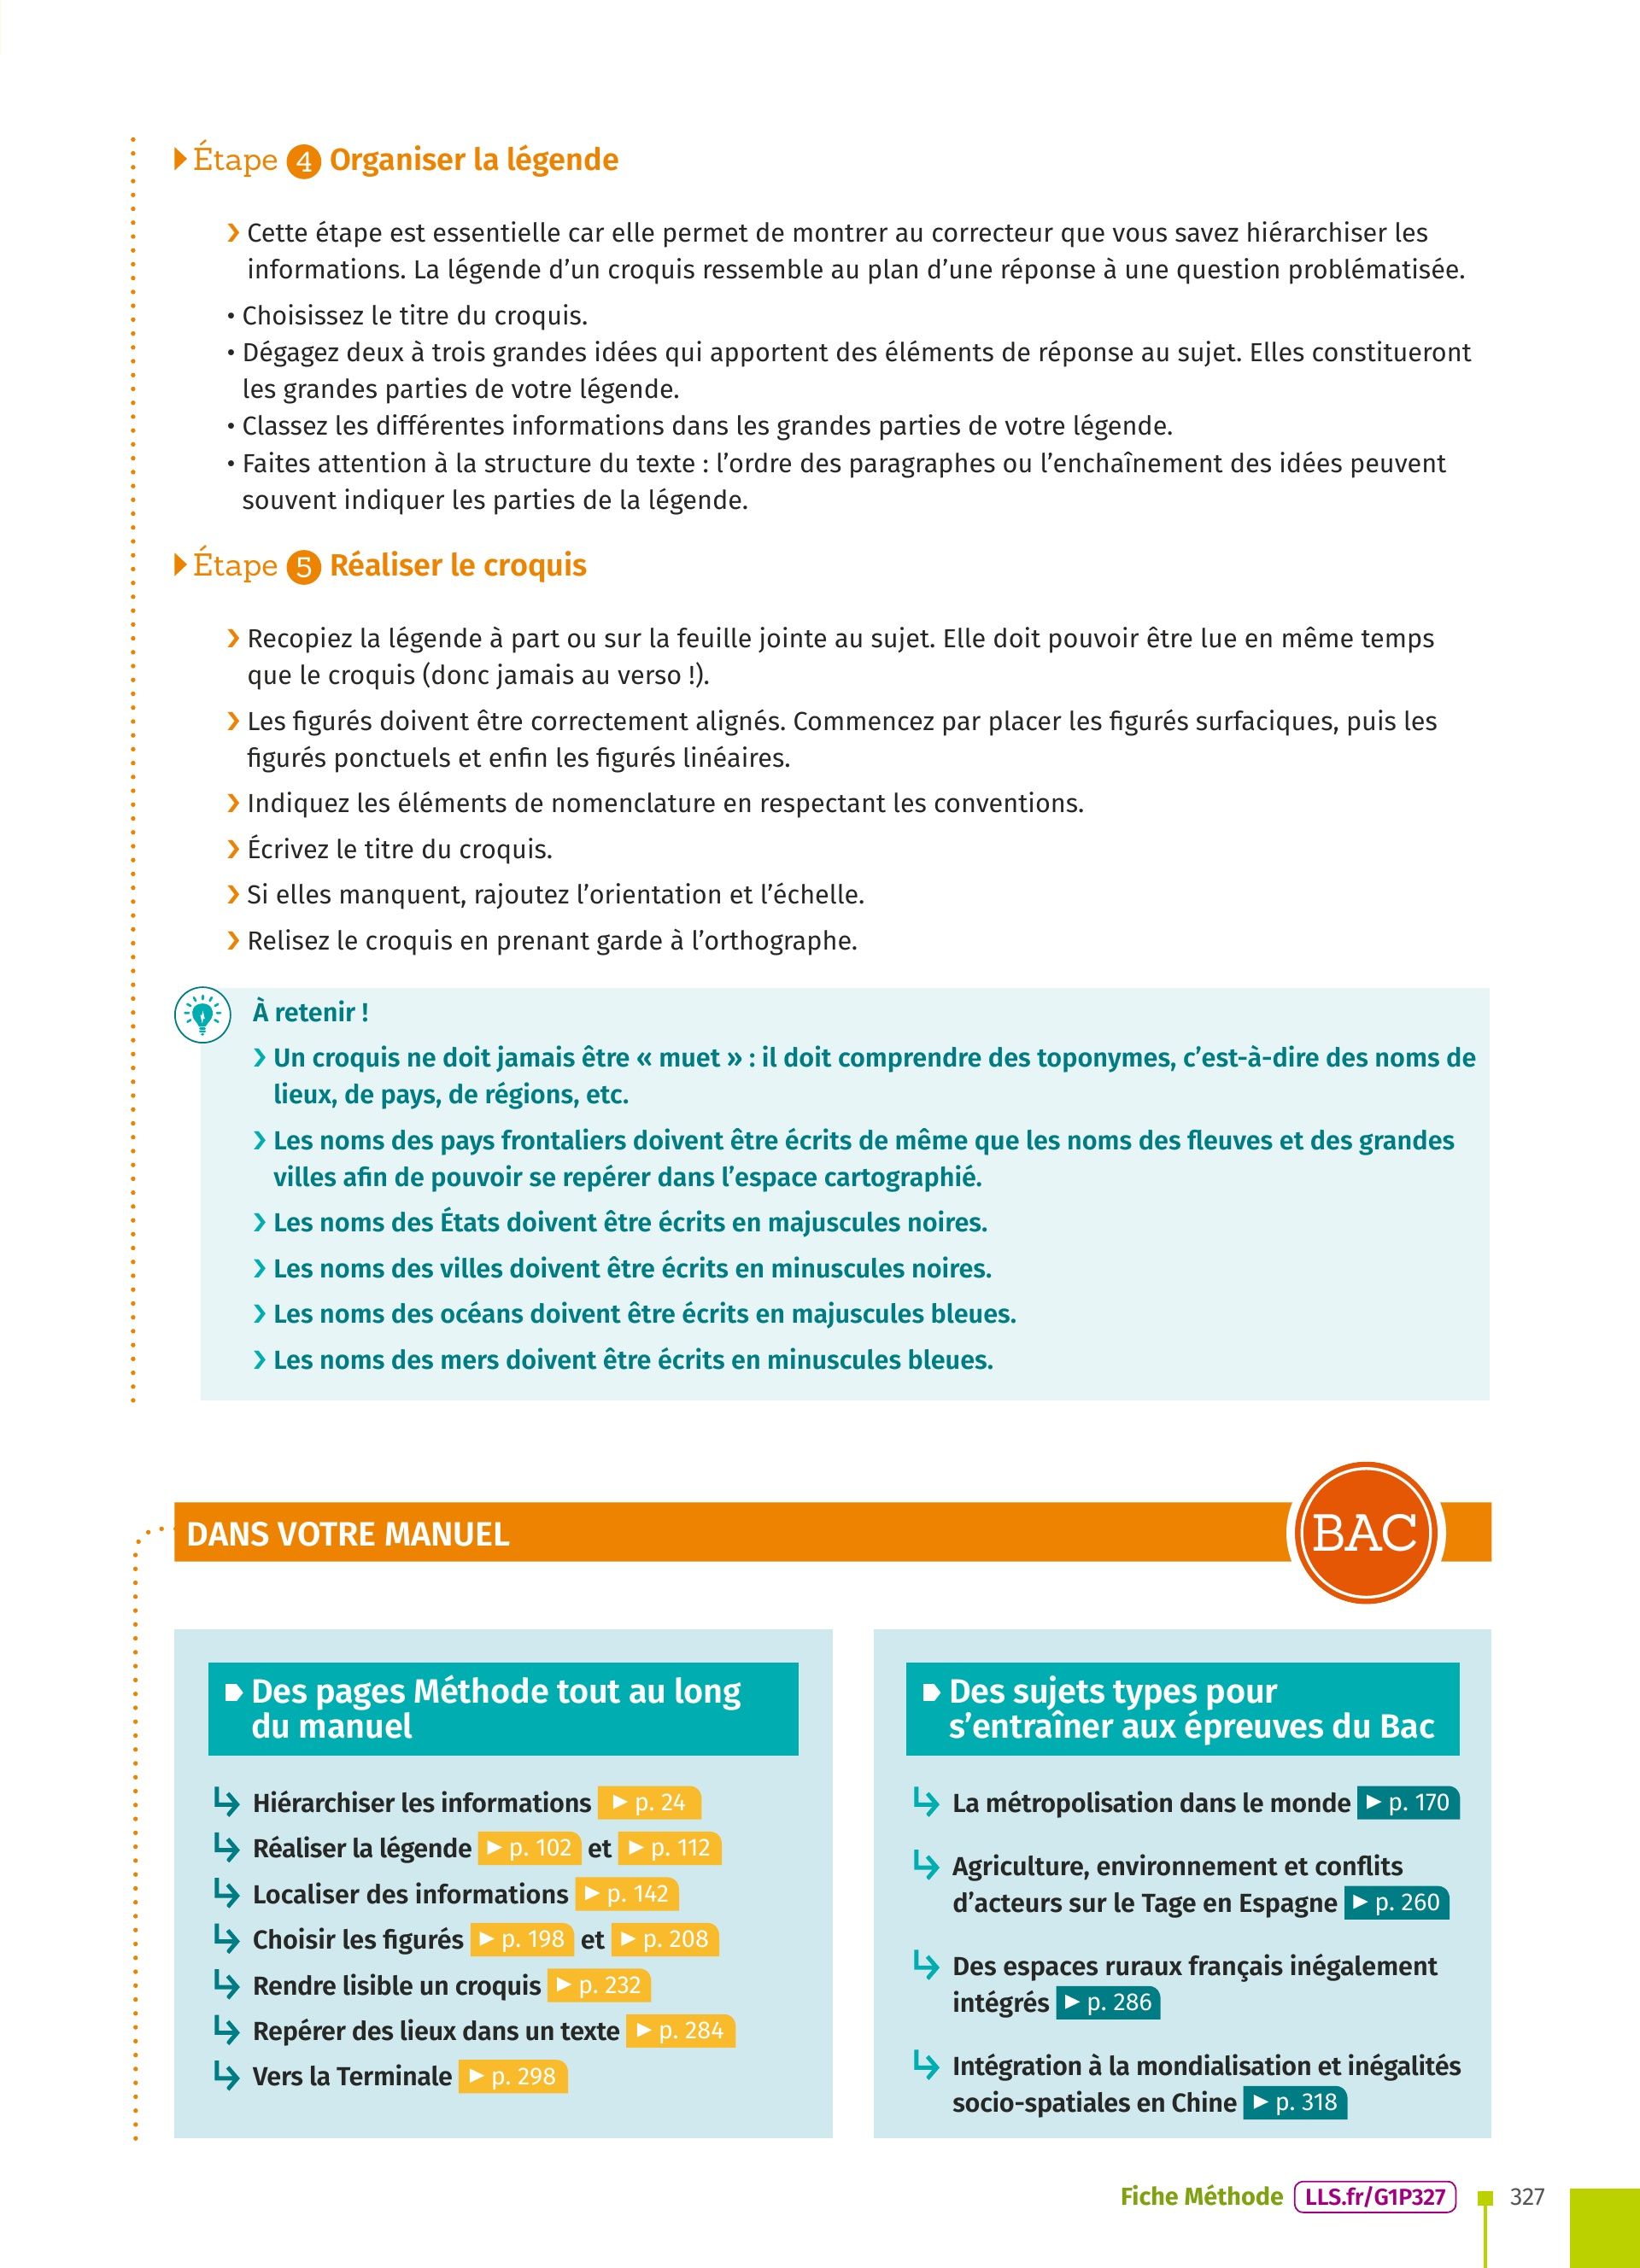 Étape 4 Organiser la légende
❯ Cette étape est essentielle car elle permet de montrer au correcteur que vous savez hiérarchiser les
informations. La légende d’un croquis ressemble au plan d’une réponse à une question problématisée.
• Choisissez le titre du croquis.
• Dégagez deux à trois grandes idées qui apportent des éléments de réponse au sujet. Elles constitueront
les grandes parties de votre légende.
• Classez les différentes informations dans les grandes parties de votre légende.
• Faites attention à la structure du texte : l’ordre des paragraphes ou l’enchaînement des idées peuvent
souvent indiquer les parties de la légende.
Étape 5 Réaliser le croquis
❯ Recopiez la légende à part ou sur la feuille jointe au sujet. Elle doit pouvoir être lue en même temps
que le croquis (donc jamais au verso !).
❯ Les figurés doivent être correctement alignés. Commencez par placer les figurés surfaciques, puis les
figurés ponctuels et enfin les figurés linéaires.
❯ Indiquez les éléments de nomenclature en respectant les conventions.
❯ Écrivez le titre du croquis.
❯ Si elles manquent, rajoutez l’orientation et l’échelle.
❯ Relisez le croquis en prenant garde à l’orthographe.
À retenir !
❯ Un croquis ne doit jamais être « muet » : il doit comprendre des toponymes, c’est-à-dire des noms de
lieux, de pays, de régions, etc.
❯ Les noms des pays frontaliers doivent être écrits de même que les noms des fleuves et des grandes
villes afin de pouvoir se repérer dans l’espace cartographié.
❯ Les noms des États doivent être écrits en majuscules noires.
❯ Les noms des villes doivent être écrits en minuscules noires.
❯ Les noms des océans doivent être écrits en majuscules bleues.
❯ Les noms des mers doivent être écrits en minuscules bleues.
DANS VOTRE MANUEL
BAC
Des pages Méthode tout au long
du manuel
Hiérarchiser les informations ► p. 24
Réaliser la légende ► p. 102 et ► p. 112
Localiser des informations ► p. 142
Choisir les figurés ► p. 198 et ► p. 208
Rendre lisible un croquis ► p. 232
Repérer des lieux dans un texte ► p. 284
Vers la Terminale ► p. 298
Des sujets types pour
s’entraîner aux épreuves du Bac
La métropolisation dans le monde ► p. 170
Agriculture, environnement et conflits
d’acteurs sur le Tage en Espagne ► p. 260
Des espaces ruraux français inégalement
intégrés ► p. 286
Intégration à la mondialisation et inégalités
socio-spatiales en Chine ► p. 318
Fiche Méthode LLS.fr/G1P327 327